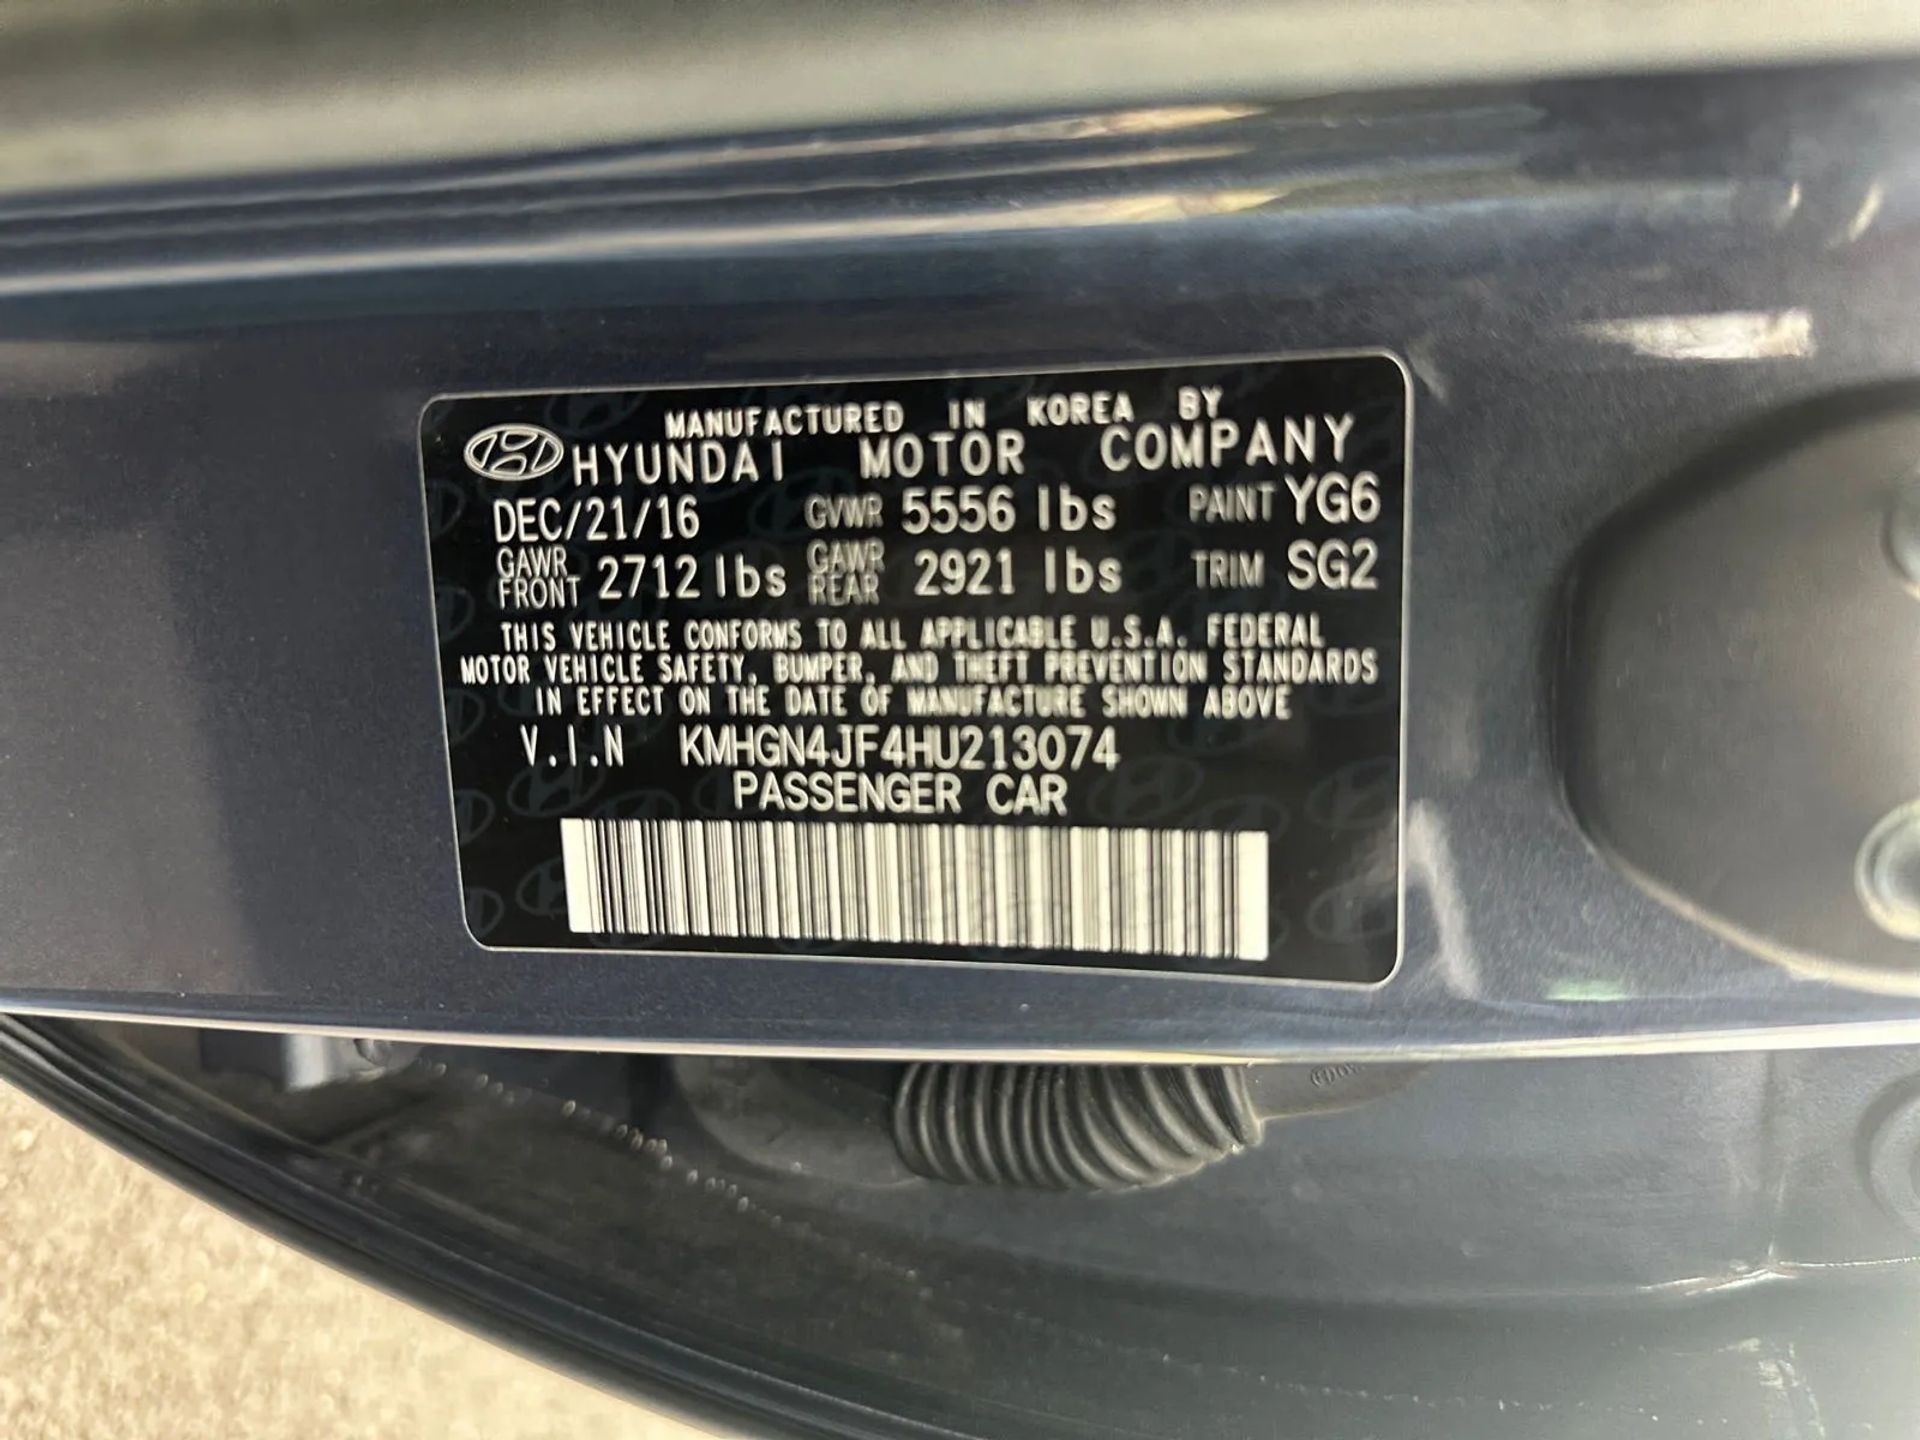 MANUFACTURED IN KOREA BY
HYUNDAI MOTOR COMPANY
DEC/21/16 GVWR 5556 lbs PAINT YG6
GAWR FRONT 2712 lbs GAWR REAR 2921 lbs TRIM SG2
THIS VEHICLE CONFORMS TO ALL APPLICABLE U.S.A. FEDERAL
MOTOR VEHICLE SAFETY, BUMPER, AND THEFT PREVENTION STANDARDS
IN EFFECT ON THE DATE OF MANUFACTURE SHOWN ABOVE
V.I.N KMHGN4JF4HU213074
PASSENGER CAR